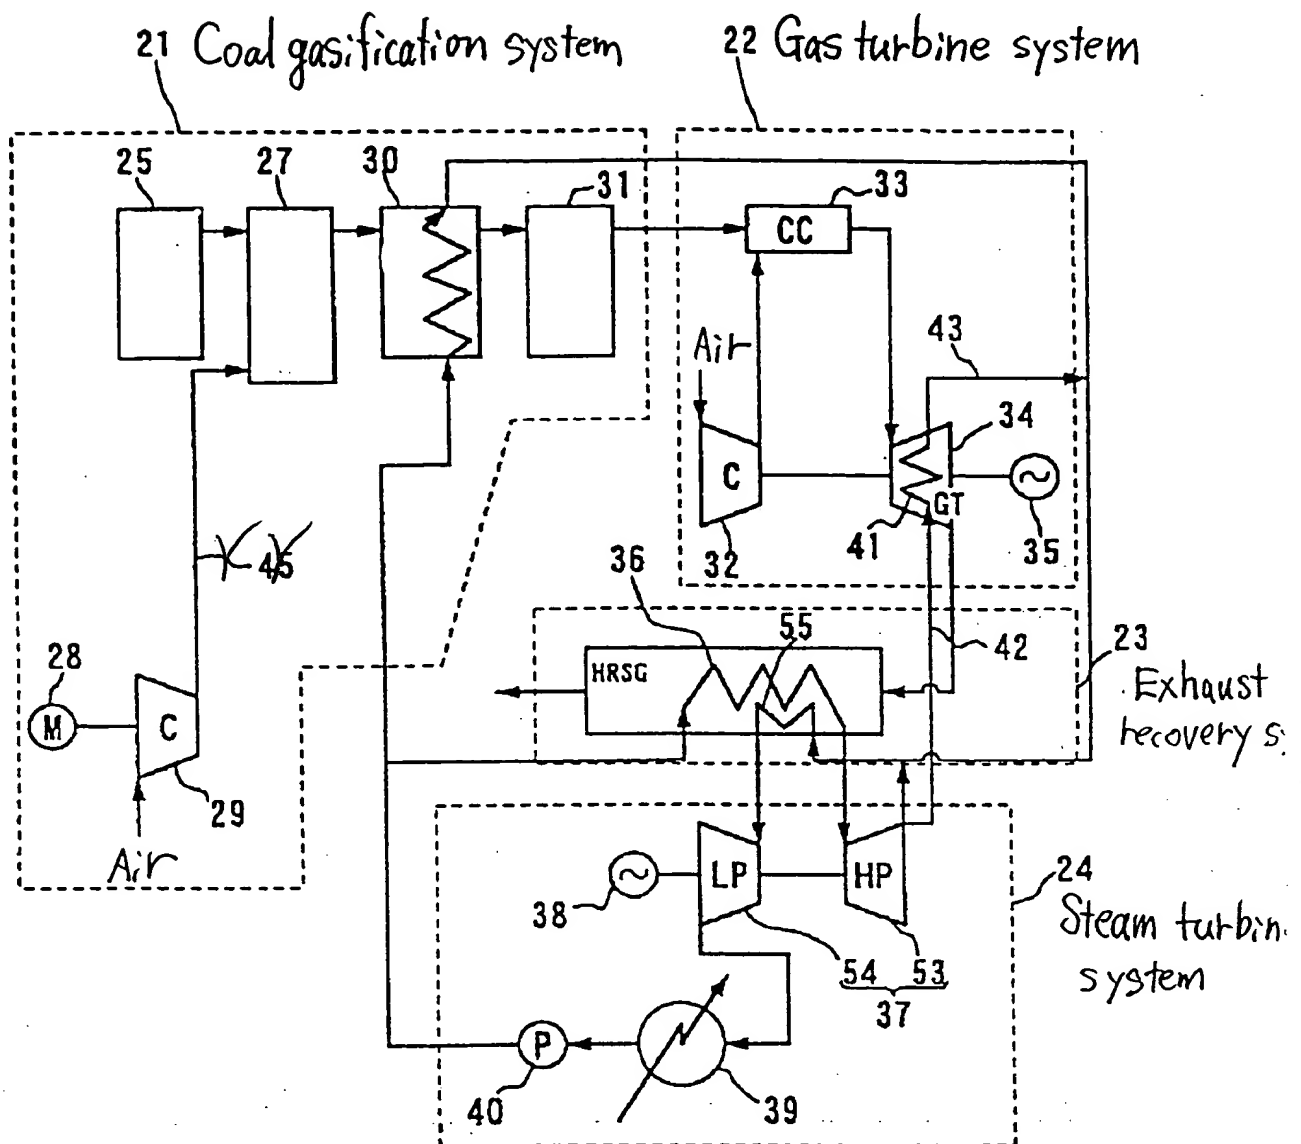 21 Coal gasification system
22 Gas turbine system
25
27
30
31
33
CC
Air
43
34
C
GT
41
32
35
45
36
55
HRSG
42
23
Exhaust
recovery s
28
M
C
29
Air
LP
HP
24
Steam turbin
system
38
54 53
37
P
40
39